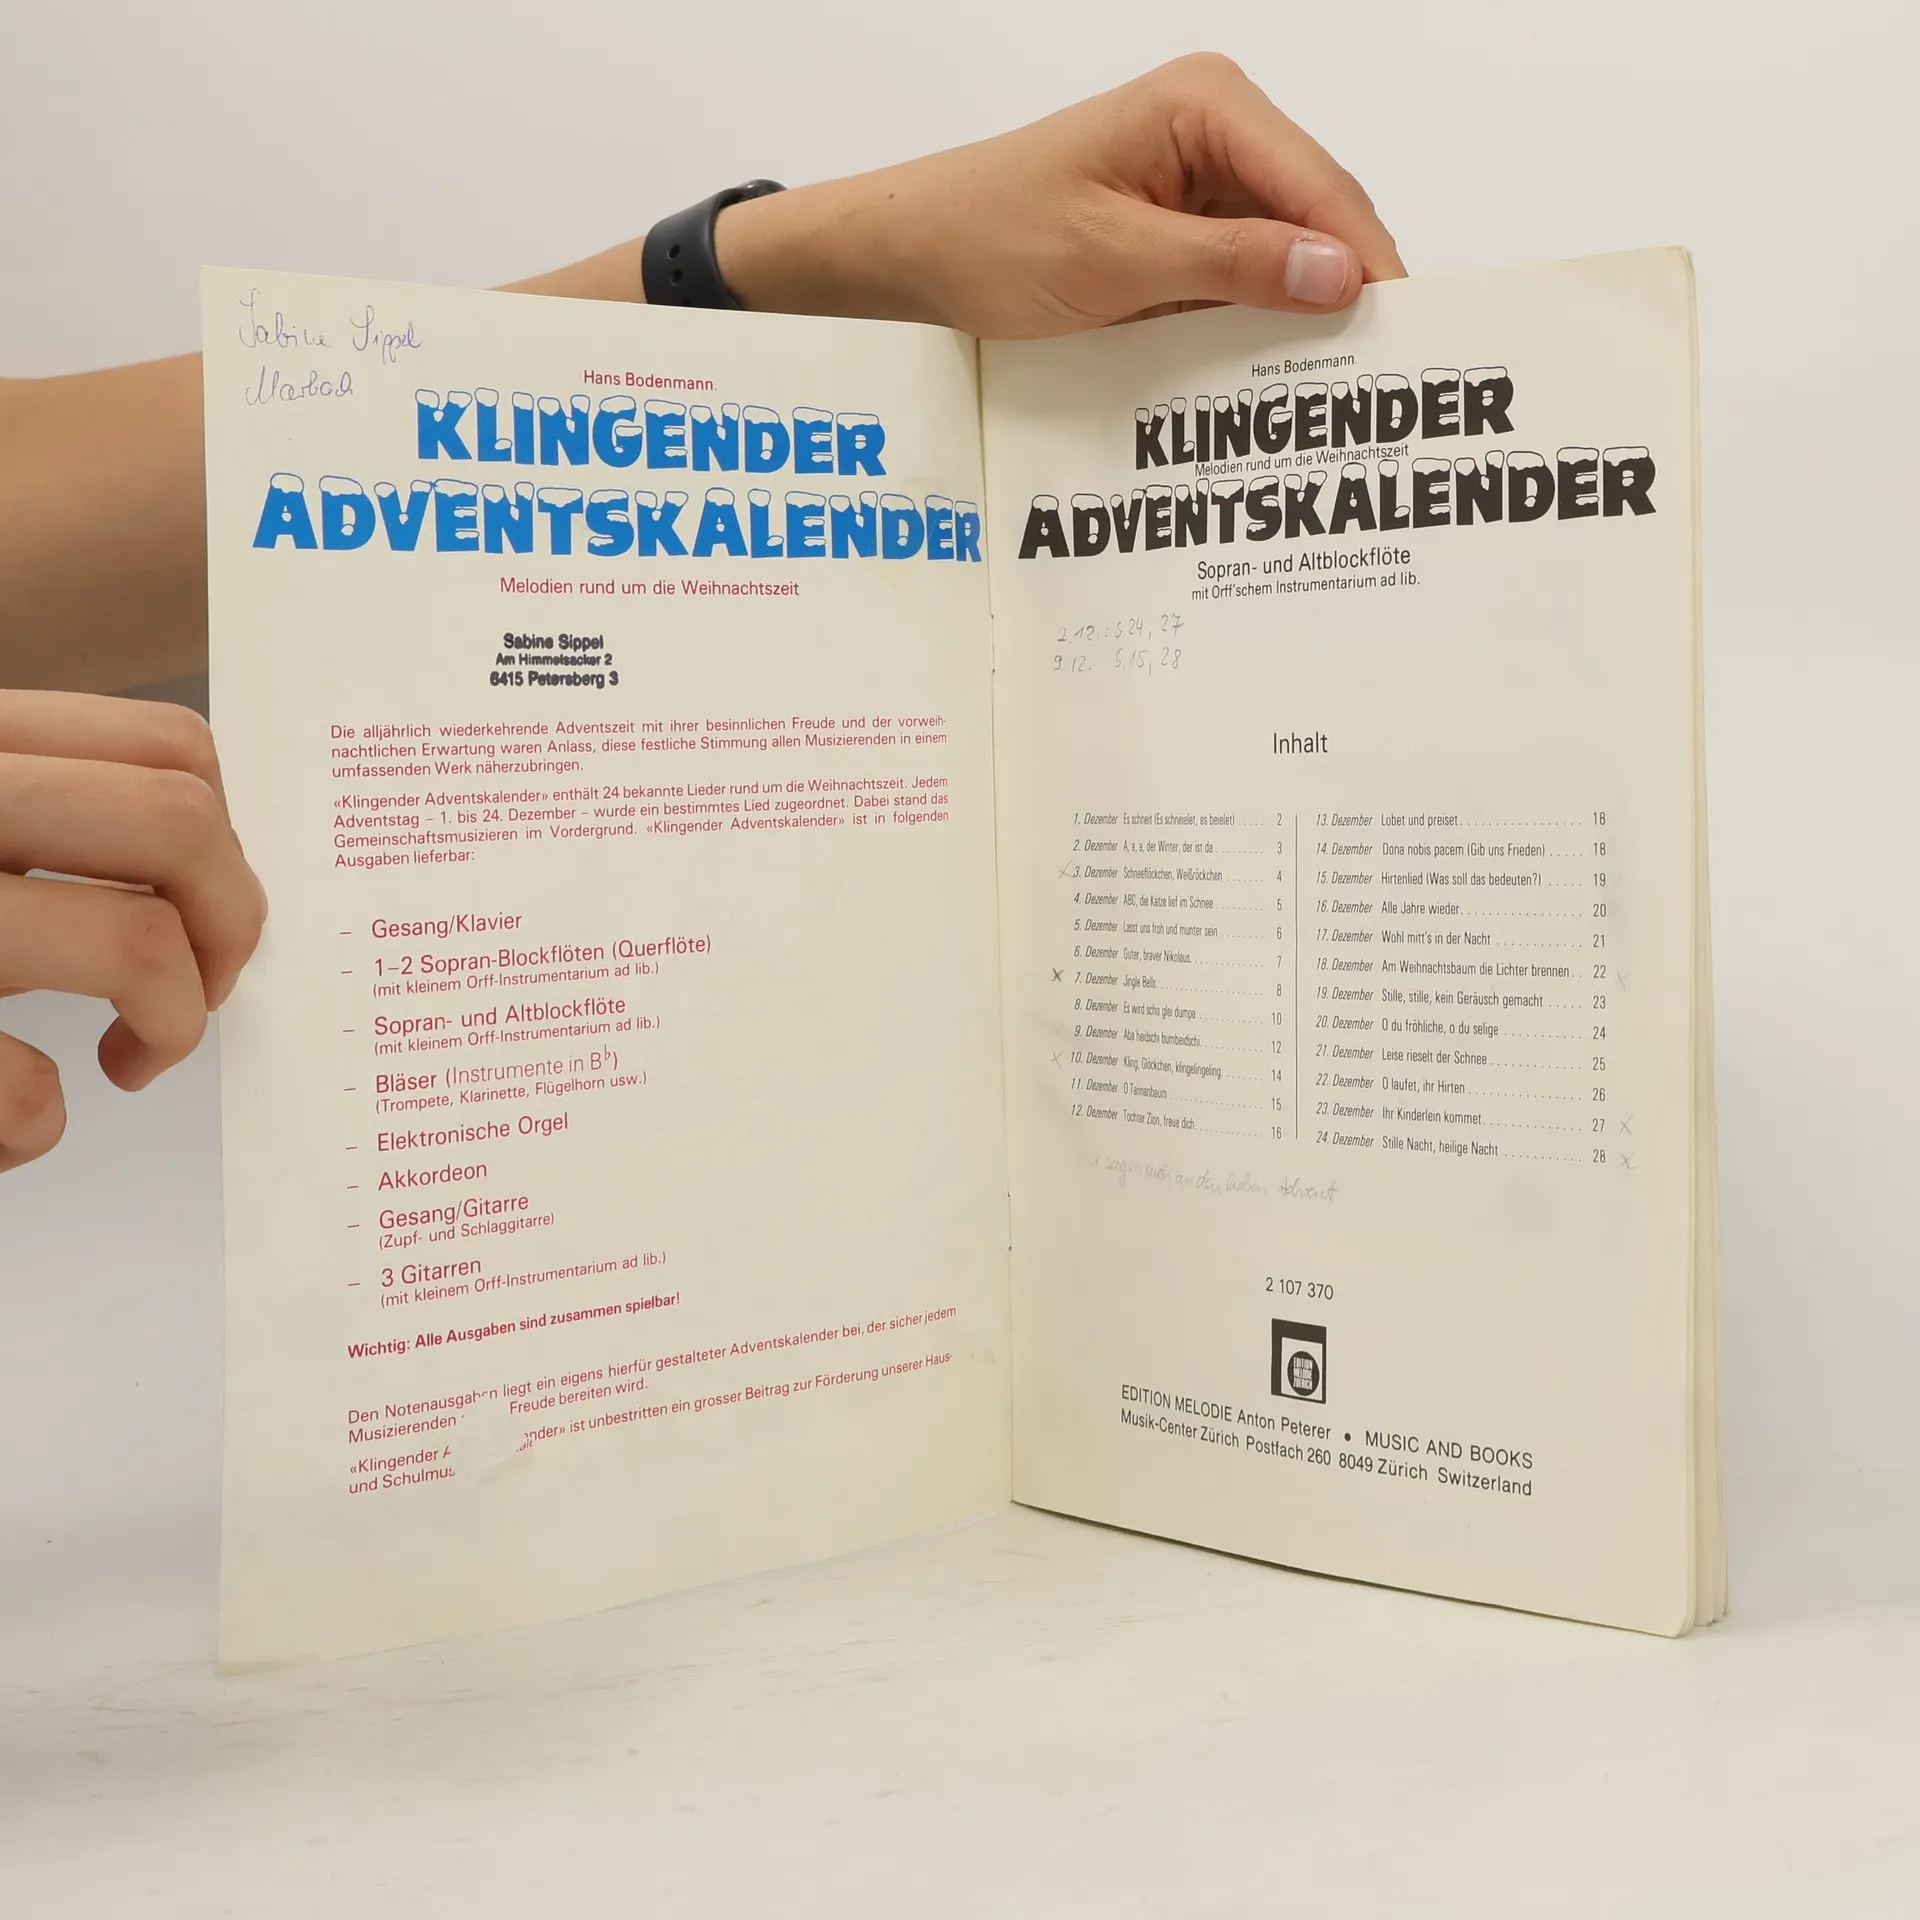 Sabine Sippel
Marbach
Hans Bodenmann
KLINGENDER
ADVENTSKALENDER
Melodien rund um die Weihnachtszeit
Sabine Sippel
Am Himmelsacker 2
6415 Petersberg 3
Die alljährlich wiederkehrende Adventszeit mit ihrer besinnlichen Freude und der vorweih-
nachtlichen Erwartung waren Anlass, diese festliche Stimmung allen Musizierenden in einem
umfassenden Werk näherzubringen.
«Klingender Adventskalender» enthält 24 bekannte Lieder rund um die Weihnachtszeit. Jedem
Adventstag – 1. bis 24. Dezember – wurde ein bestimmtes Lied zugeordnet. Dabei stand das
Gemeinschaftsmusizieren im Vordergrund. «Klingender Adventskalender» ist in folgenden
Ausgaben lieferbar:
– Gesang/Klavier
– 1–2 Sopran-Blockflöten (Querflöte)
(mit kleinem Orff-Instrumentarium ad lib.)
– Sopran- und Altblockflöte
(mit kleinem Orff-Instrumentarium ad lib.)
– Bläser (Instrumente in B♭)
(Trompete, Klarinette, Flügelhorn usw.)
– Elektronische Orgel
– Akkordeon
– Gesang/Gitarre
(Zupf- und Schlaggitarre)
– 3 Gitarren
(mit kleinem Orff-Instrumentarium ad lib.)
Wichtig: Alle Ausgaben sind zusammen spielbar!
Den Notenausgaben liegt ein eigens hierfür gestalteter Adventskalender bei, der sicher jedem
Musizierenden Freude bereiten wird.
«Klingender A ender» ist unbestritten ein grosser Beitrag zur Förderung unserer Haus-
und Schulmus
Hans Bodenmann
KLINGENDER
Melodien rund um die Weihnachtszeit
ADVENTSKALENDER
Sopran- und Altblockflöte
mit Orff'schem Instrumentarium ad lib.
2.12.: S.24, 27
9.12. S.15, 28
Inhalt
1. Dezember Es schneit (Es schneielet, es beielet) ..... 2
2. Dezember A, a, a, der Winter, der ist da ......... 3
3. Dezember Schneeflöckchen, Weißröckchen ....... 4
4. Dezember ABC, die Katze lief im Schnee ......... 5
5. Dezember Lasst uns froh und munter sein ........ 6
6. Dezember Guter, braver Nikolaus ............. 7
7. Dezember Jingle Bells ................... 8
8. Dezember Es wird scho glei dumpa ............ 10
9. Dezember Aba heidschi bumbeidschi ........... 12
10. Dezember Kling, Glöckchen, klingelingeling ....... 14
11. Dezember O Tannenbaum ................ 15
12. Dezember Tochter Zion, freue dich ............ 16
13. Dezember Lobet und preiset ................ 18
14. Dezember Dona nobis pacem (Gib uns Frieden) ..... 18
15. Dezember Hirtenlied (Was soll das bedeuten?) ..... 19
16. Dezember Alle Jahre wieder ................ 20
17. Dezember Wohl mitt's in der Nacht ............ 21
18. Dezember Am Weihnachtsbaum die Lichter brennen .. 22
19. Dezember Stille, stille, kein Geräusch gemacht ..... 23
20. Dezember O du fröhliche, o du selige ........... 24
21. Dezember Leise rieselt der Schnee ............. 25
22. Dezember O laufet, ihr Hirten ................ 26
23. Dezember Ihr Kinderlein kommet .............. 27
24. Dezember Stille Nacht, heilige Nacht ........... 28
Advent
2 107 370
EDITION
MELODIE
ZÜRICH
EDITION MELODIE Anton Peterer • MUSIC AND BOOKS
Musik-Center Zürich Postfach 260 8049 Zürich Switzerland